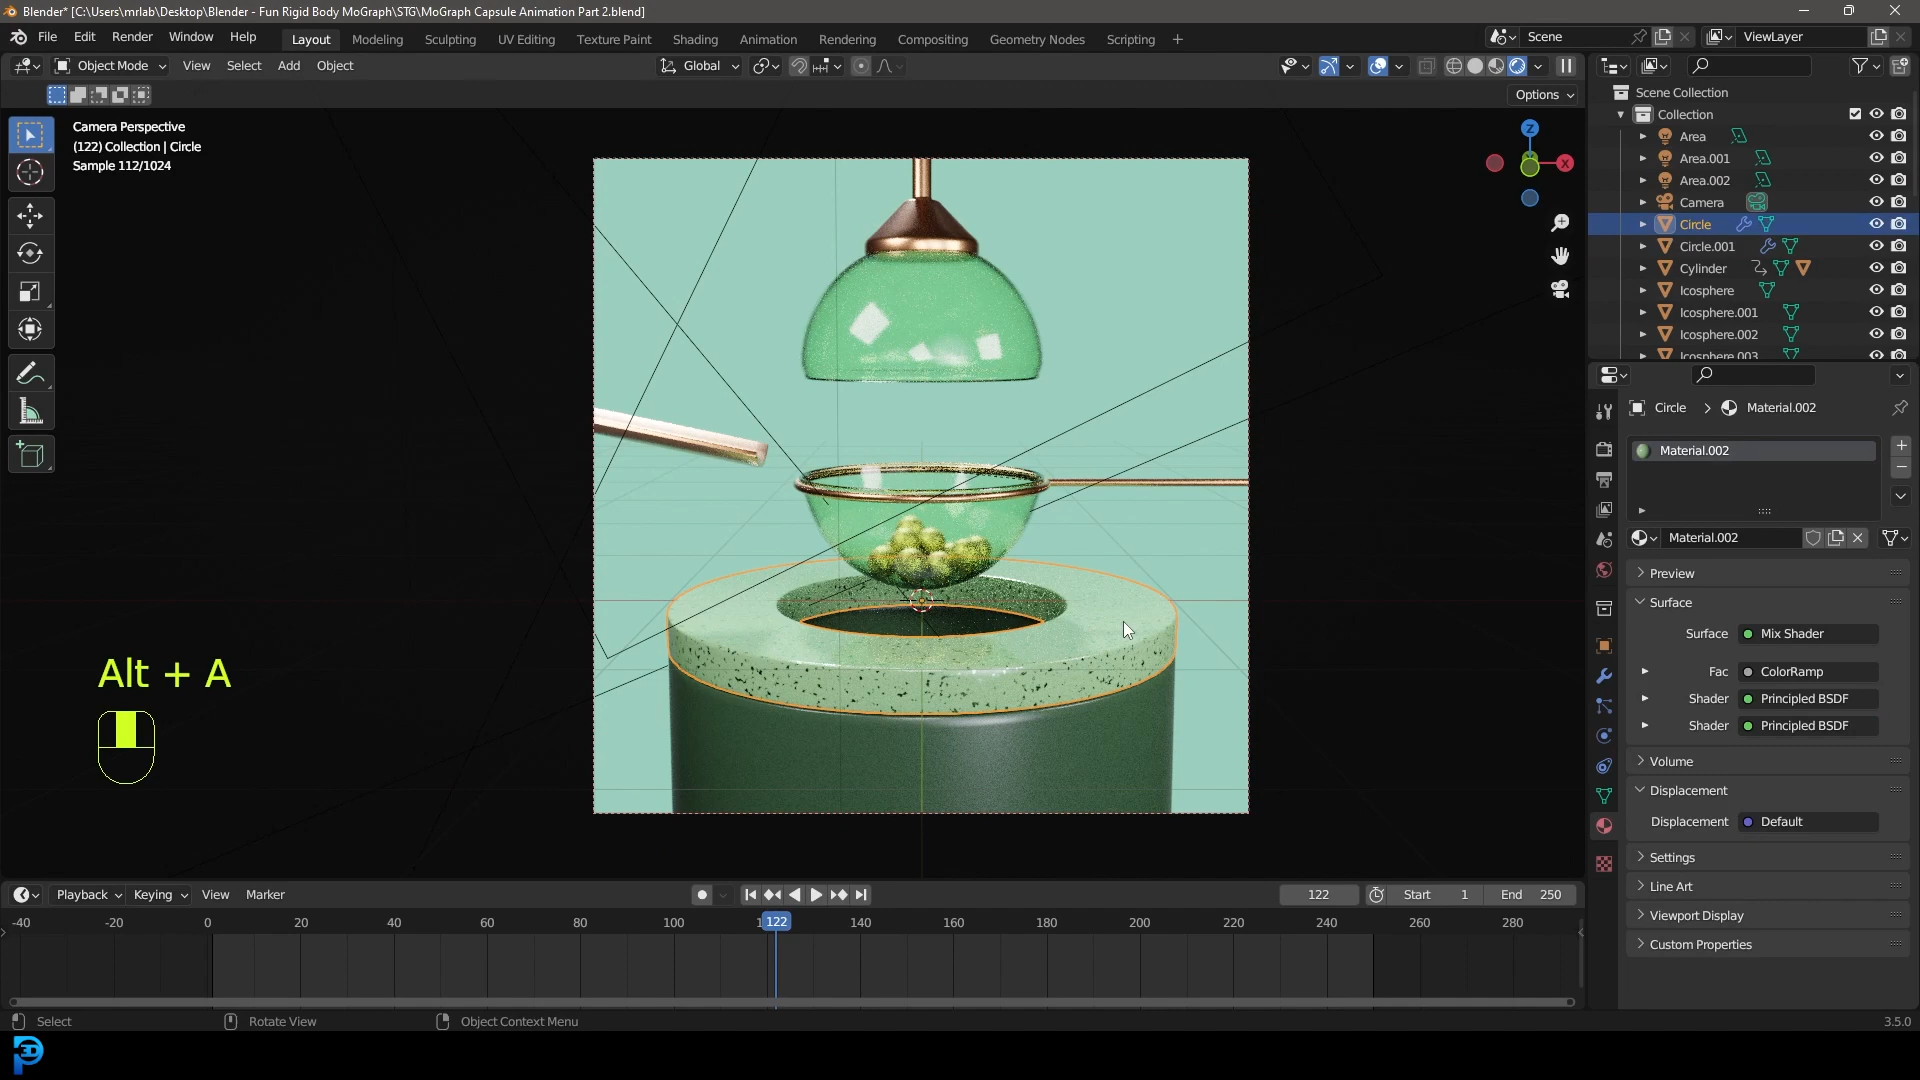 Blender* [C:\Users\mrlab\Desktop\Blender - Fun Rigid Body MoGraph\STG\MoGraph Capsule Animation Part 2.blend]
File Edit Render Window Help Layout Modeling Sculpting UV Editing Texture Paint Shading Animation Rendering Compositing Geometry Nodes Scripting + Scene ViewLayer
Object Mode View Select Add Object Global
Options
Camera Perspective
(122) Collection | Circle
Sample 112/1024
Z
X
Scene Collection
Collection
Area
Area.001
Area.002
Camera
Circle
Circle.001
Cylinder
Icosphere
Icosphere.001
Icosphere.002
Icosphere.003
Circle > Material.002
Material.002
Material.002
Preview
Surface
Surface Mix Shader
Fac ColorRamp
Shader Principled BSDF
Shader Principled BSDF
Volume
Displacement
Displacement Default
Settings
Line Art
Viewport Display
Custom Properties
Alt + A
Playback Keying View Marker 122 Start 1 End 250
-40 -20 0 20 40 60 80 100 122 140 160 180 200 220 240 260 280
Select Rotate View Object Context Menu 3.5.0